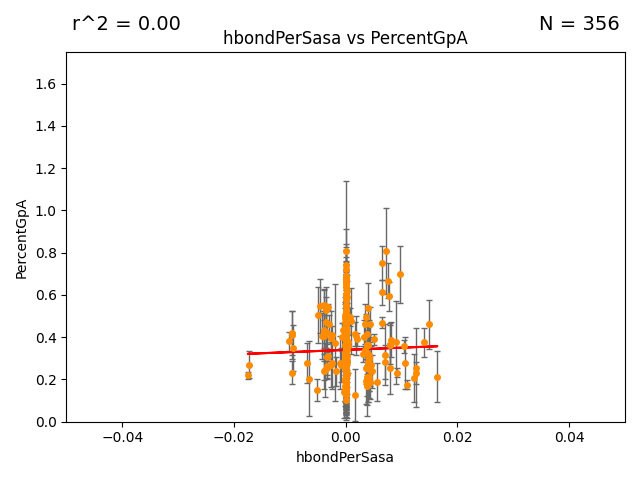 r^2 = 0.00
N = 356
hbondPerSasa vs PercentGpA
PercentGpA
1.6
1.4
1.2
1.0
0.8
0.6
0.4
0.2
0.0
−0.04 −0.02 0.00 0.02 0.04
hbondPerSasa